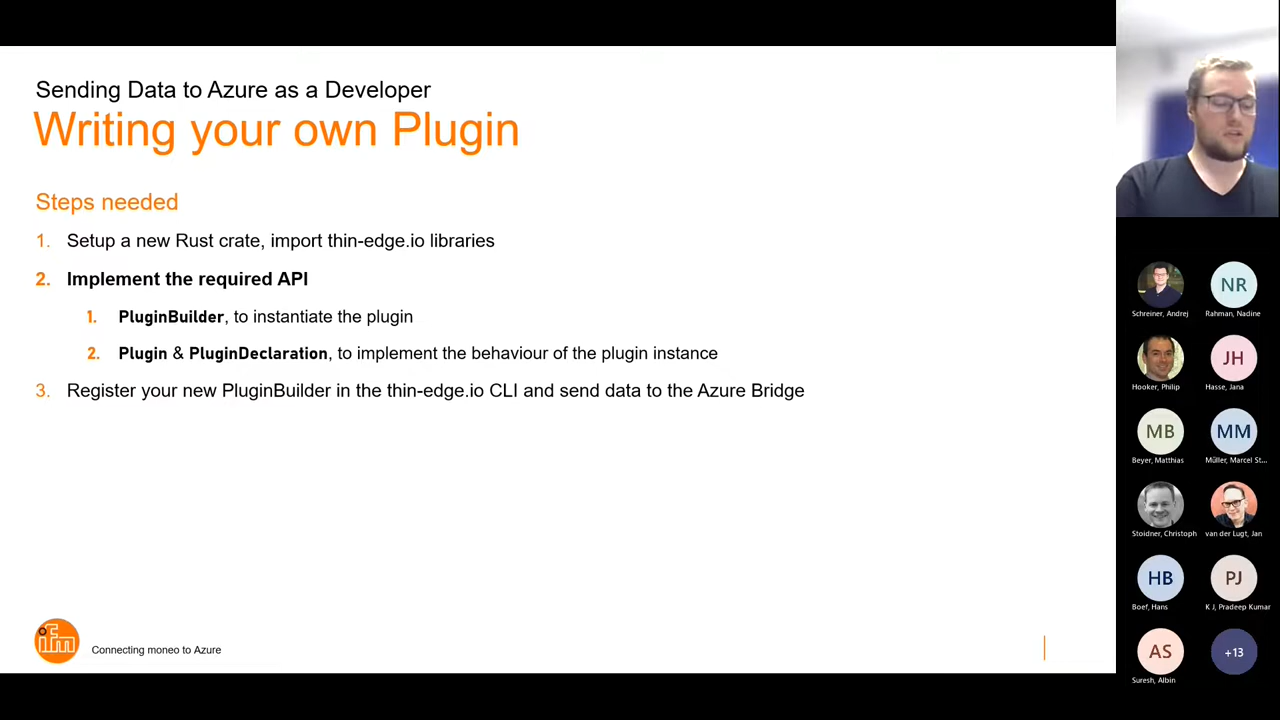 Sending Data to Azure as a Developer
Writing your own Plugin
Steps needed
1. Setup a new Rust crate, import thin-edge.io libraries
2. Implement the required API
1. PluginBuilder, to instantiate the plugin
2. Plugin & PluginDeclaration, to implement the behaviour of the plugin instance
3. Register your new PluginBuilder in the thin-edge.io CLI and send data to the Azure Bridge
ifm
Connecting moneo to Azure
NR
Schreiner, Andrej
Rahman, Nadine
JH
Hooker, Philip
Hasse, Jana
MB
MM
Beyer, Matthias
Müller, Marcel St...
Stoidner, Christoph
van der Lugt, Jan
HB
PJ
Boef, Hans
K J, Pradeep Kumar
AS
+13
Suresh, Albin